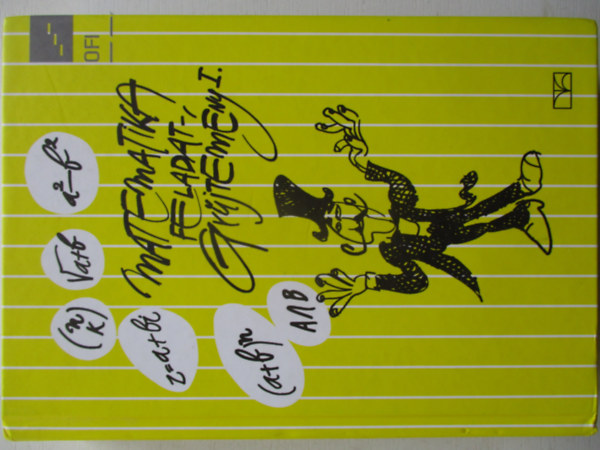 OFI
MATEMATIKA
FELADAT-
GYŰJTEMÉNY I.
a²-b²
√a+b
(n
k)
z=a+bi
(a+b)n
A∩B